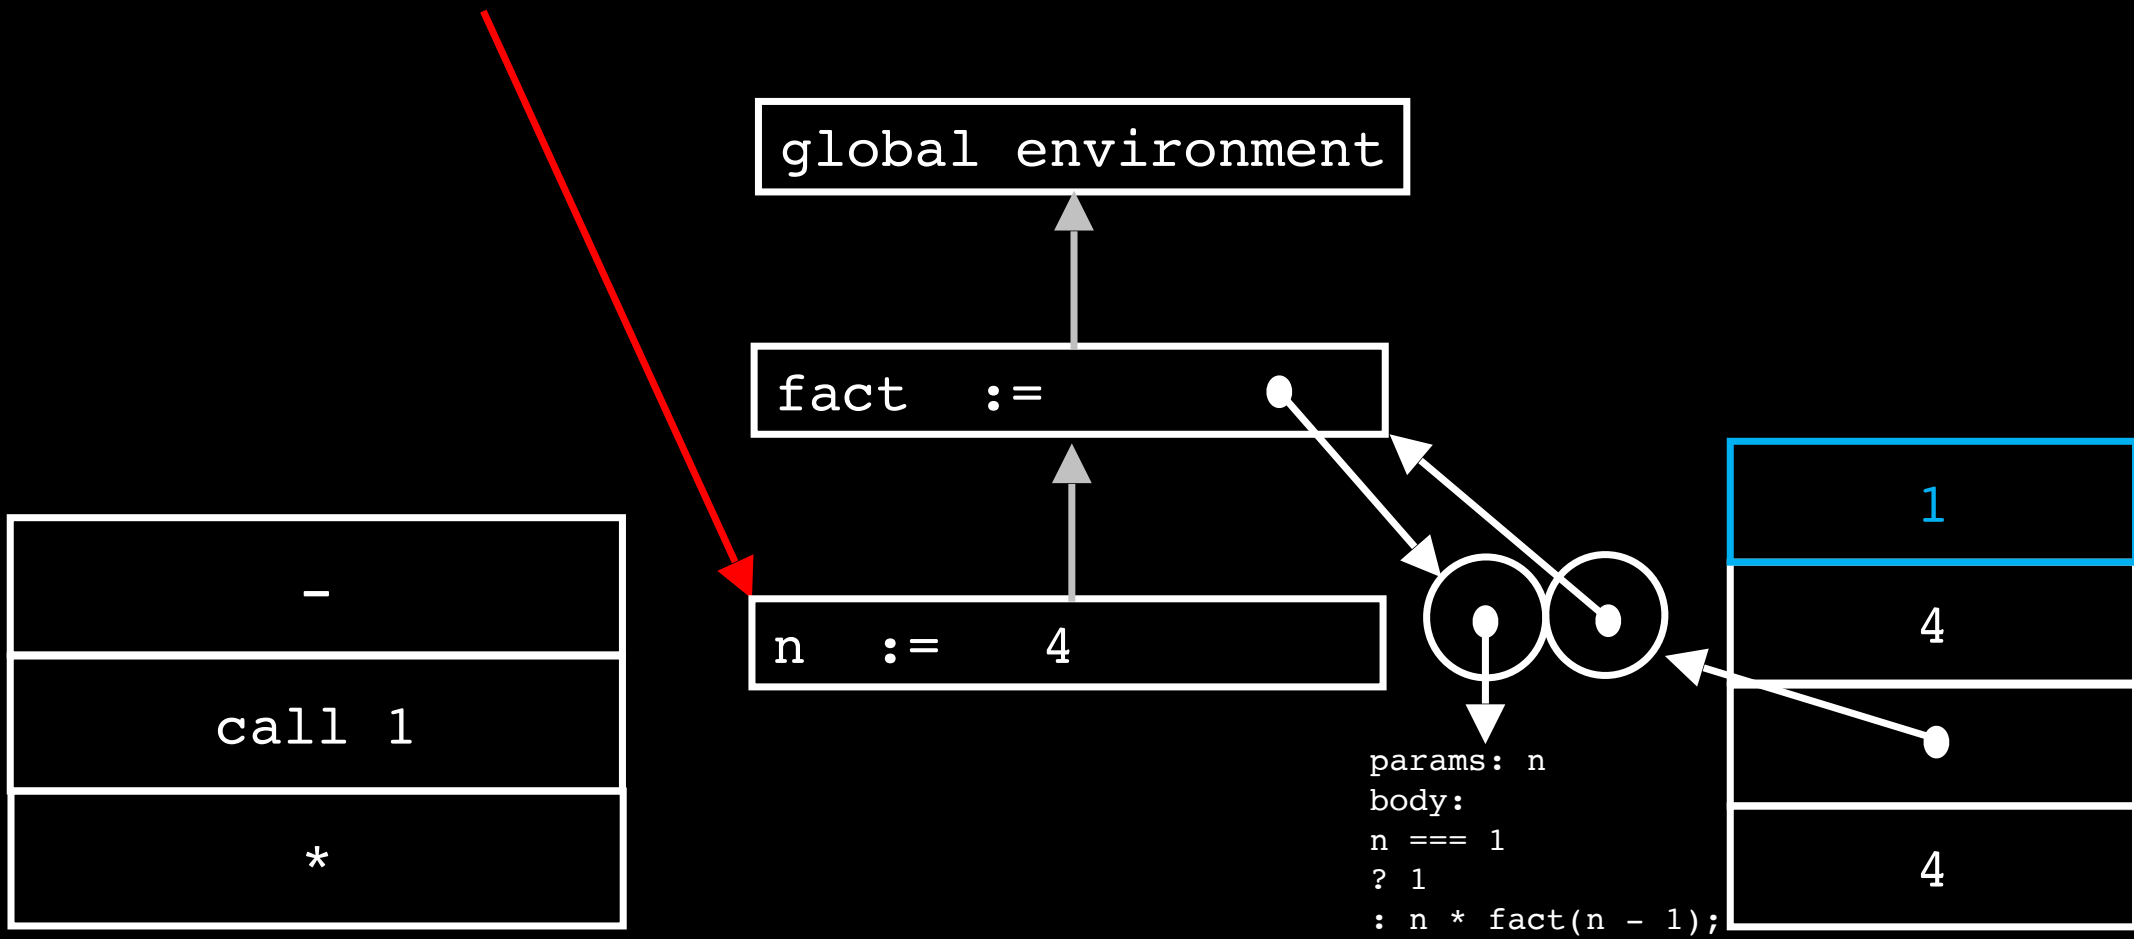 global environment
fact :=
1
-
4
n := 4
call 1
params: n
body:
n === 1
*
? 1
4
: n * fact(n - 1);